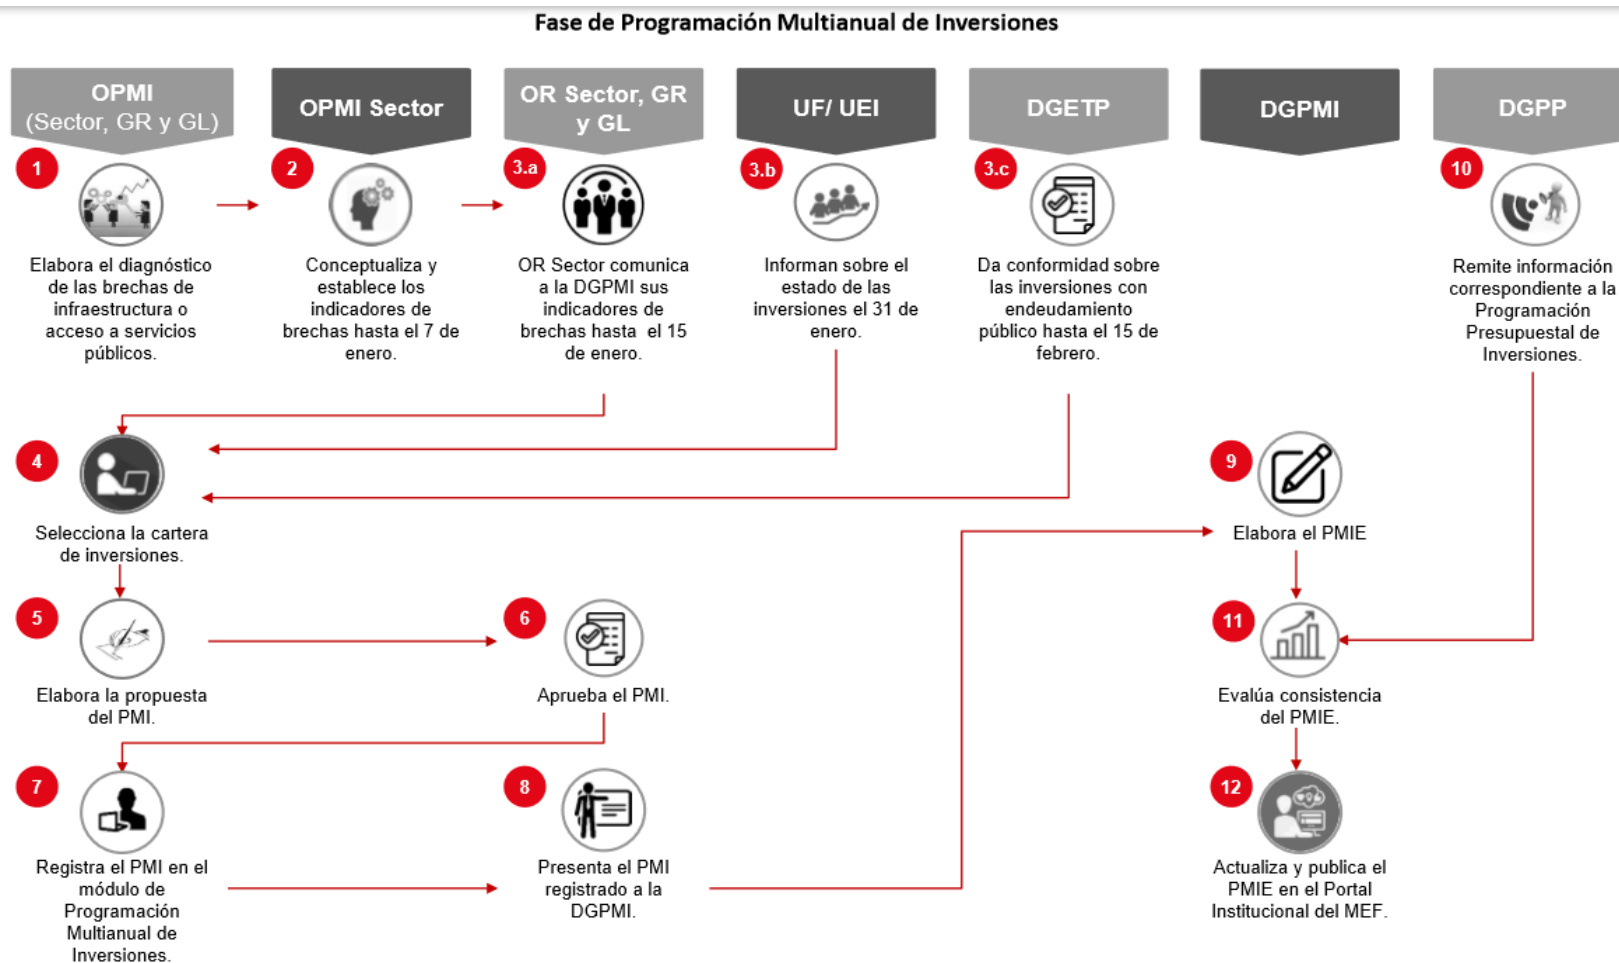 Fase de Programación Multianual de Inversiones
OPMI
(Sector, GR y GL)
OPMI Sector
OR Sector, GR
y GL
UF/ UEI
DGETP
DGPMI
DGPP
1
Elabora el diagnóstico
de las brechas de
infraestructura o
acceso a servicios
públicos.
2
Conceptualiza y
establece los
indicadores de
brechas hasta el 7 de
enero.
3.a
OR Sector comunica
a la DGPMI sus
indicadores de
brechas hasta el 15
de enero.
3.b
Informan sobre el
estado de las
inversiones el 31 de
enero.
3.c
Da conformidad sobre
las inversiones con
endeudamiento
público hasta el 15 de
febrero.
10
Remite información
correspondiente a la
Programación
Presupuestal de
Inversiones.
4
Selecciona la cartera
de inversiones.
9
Elabora el PMIE
5
Elabora la propuesta
del PMI.
6
Aprueba el PMI.
11
Evalúa consistencia
del PMIE.
7
Registra el PMI en el
módulo de
Programación
Multianual de
Inversiones.
8
Presenta el PMI
registrado a la
DGPMI.
12
Actualiza y publica el
PMIE en el Portal
Institucional del MEF.